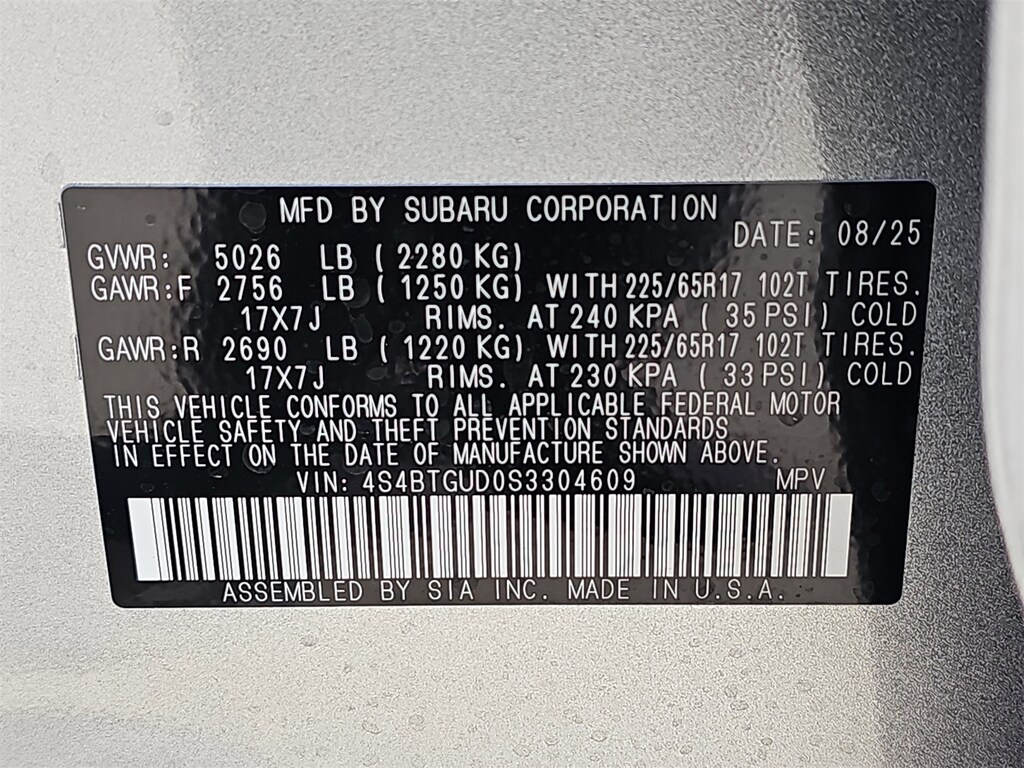 MFD BY SUBARU CORPORATION
DATE: 08/25
GVWR: 5026 LB ( 2280 KG)
GAWR:F 2756 LB ( 1250 KG) WITH 225/65R17 102T TIRES.
17X7J RIMS. AT 240 KPA ( 35 PSI) COLD
GAWR:R 2690 LB ( 1220 KG) WITH 225/65R17 102T TIRES.
17X7J RIMS. AT 230 KPA ( 33 PSI) COLD
THIS VEHICLE CONFORMS TO ALL APPLICABLE FEDERAL MOTOR
VEHICLE SAFETY AND THEFT PREVENTION STANDARDS
IN EFFECT ON THE DATE OF MANUFACTURE SHOWN ABOVE.
VIN: 4S4BTGUD0S3304609 MPV
ASSEMBLED BY SIA INC. MADE IN U.S.A.